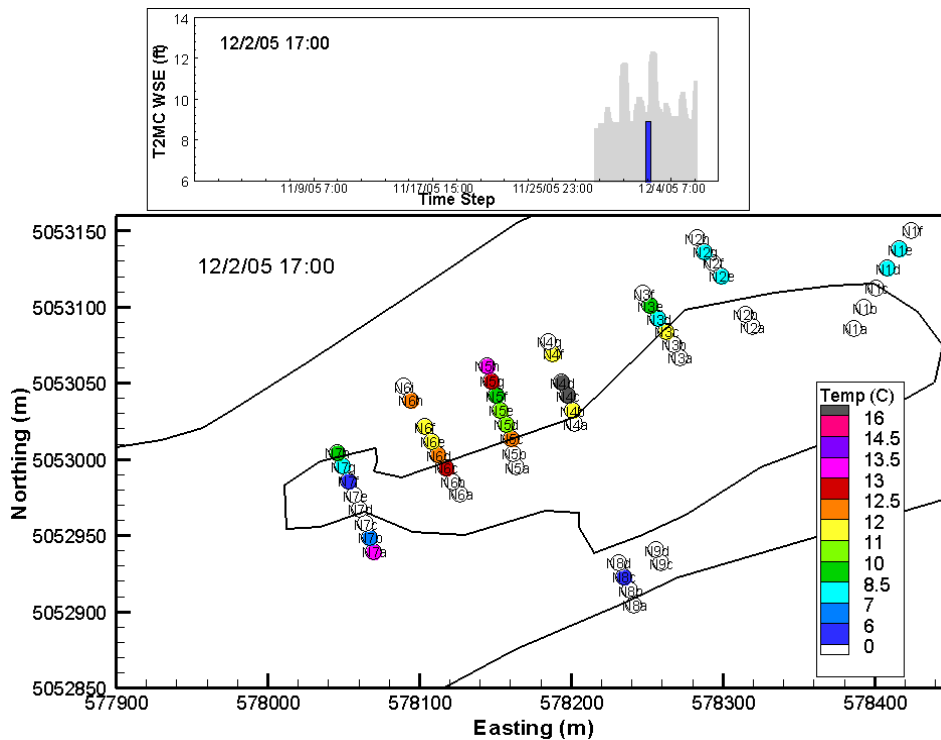 14
12
10
8
6
T2MC WSE (ft)
12/2/05 17:00
11/9/05 7:00
11/17/05 15:00
11/25/05 23:00
12/4/05 7:00
Time Step
5053150
5053100
5053050
5053000
5052950
5052900
5052850
Northing (m)
12/2/05 17:00
N1f
N1e
N1d
N1c
N1b
N1a
N2h
N2g
N2f
N2e
N2b
N2a
N3f
N3e
N3d
N3c
N3b
N3a
N4g
N4f
N4d
N4c
N4b
N4a
N5h
N5g
N5f
N5e
N5d
N5c
N5b
N5a
N6i
N6h
N6f
N6e
N6d
N6c
N6b
N6a
N7g
N7f
N7e
N7d
N7c
N7b
N7a
N8d
N8c
N8b
N8a
N9d
N9c
Temp (C)
16
14.5
13.5
13
12.5
12
11
10
8.5
7
6
0
577900
578000
578100
578200
578300
578400
Easting (m)